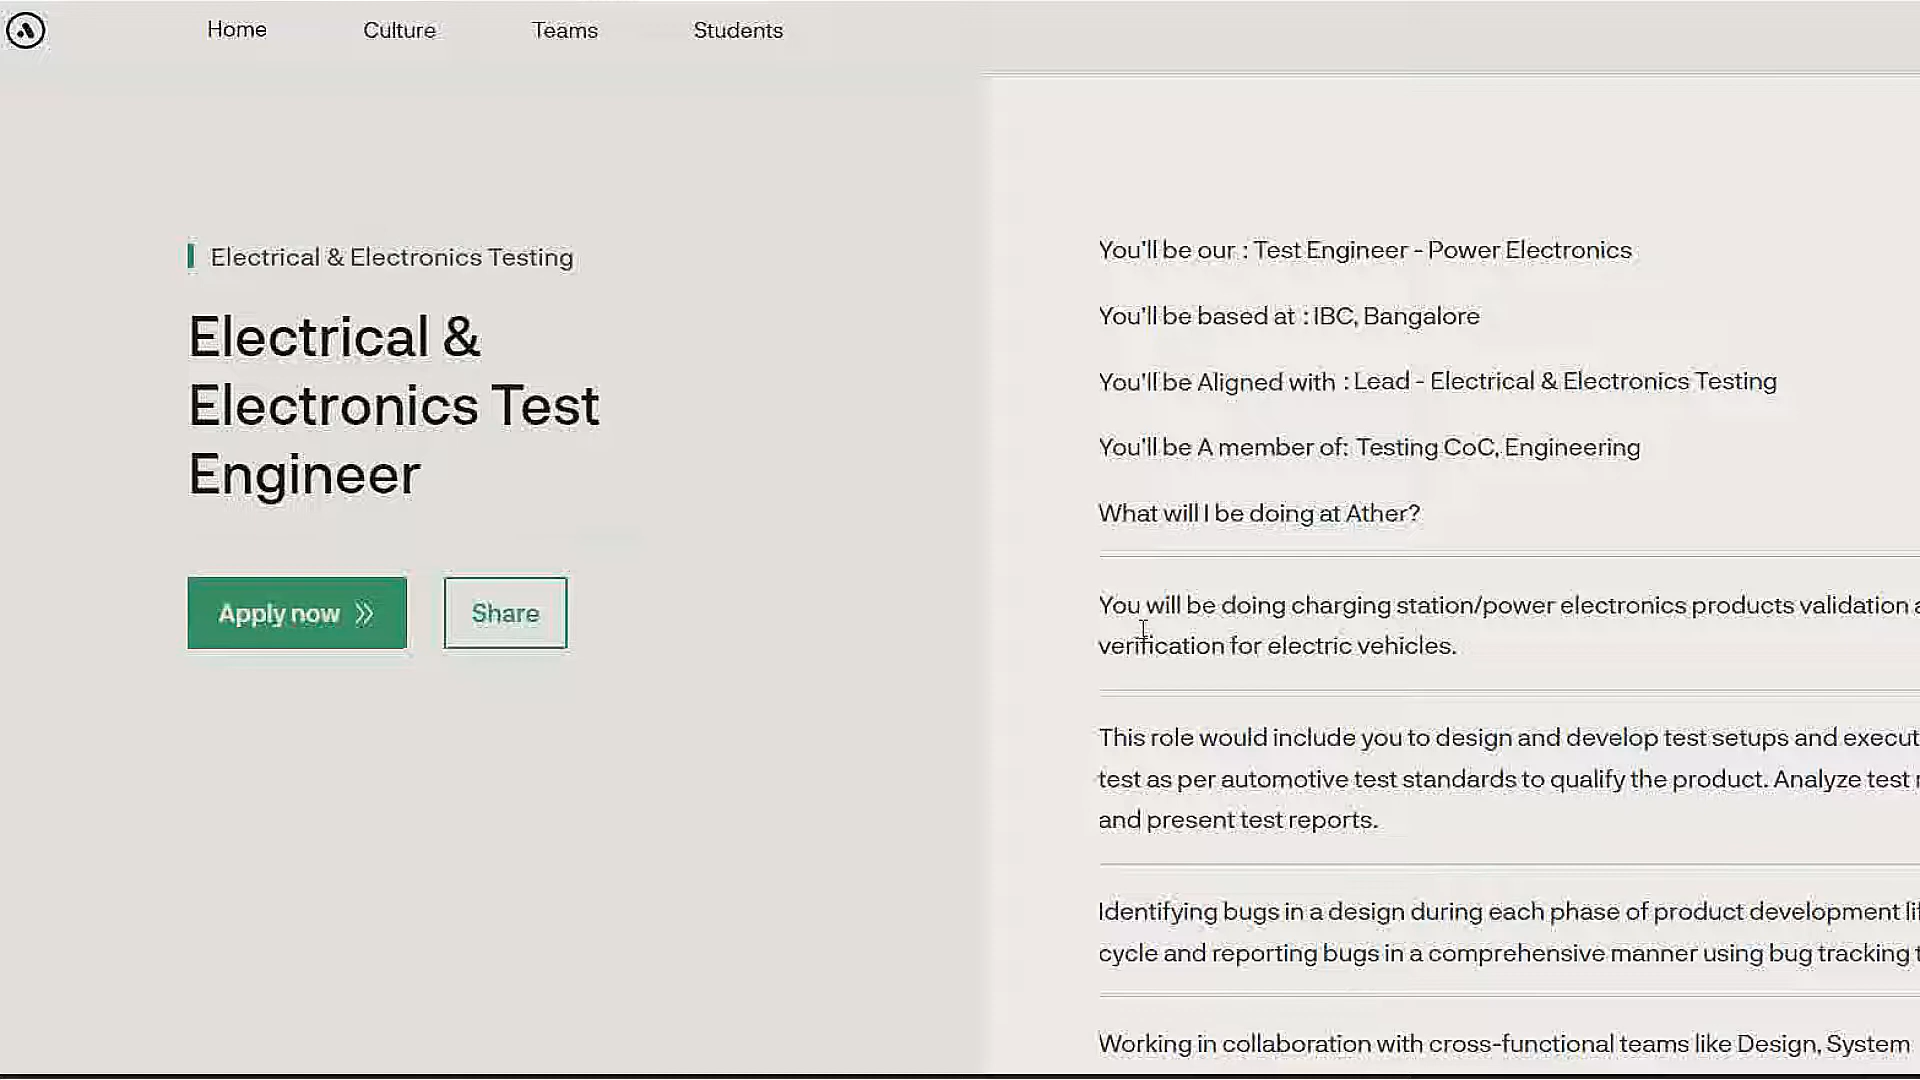 Home Culture Teams Students
Electrical & Electronics Testing
Electrical &
Electronics Test
Engineer
Apply now
Share
You'll be our : Test Engineer - Power Electronics
You'll be based at : IBC, Bangalore
You'll be Aligned with : Lead - Electrical & Electronics Testing
You'll be A member of: Testing CoC, Engineering
What will I be doing at Ather?
You will be doing charging station/power electronics products validation
verification for electric vehicles.
This role would include you to design and develop test setups and
test as per automotive test standards to qualify the product. Analyze test
and present test reports.
Identifying bugs in a design during each phase of product development
cycle and reporting bugs in a comprehensive manner using bug tracking
Working in collaboration with cross-functional teams like Design, System